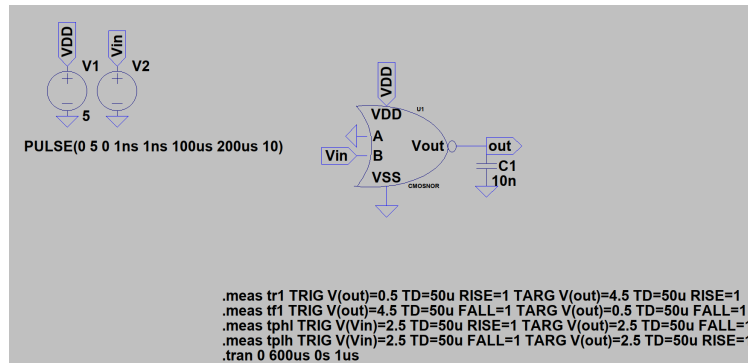 VDD
Vin
V1
V2
5
PULSE(0 5 0 1ns 1ns 100us 200us 10)
VDD
VDD
U1
A
Vin
B
Vout
out
VSS
CMOSNOR
C1
10n
.meas tr1 TRIG V(out)=0.5 TD=50u RISE=1 TARG V(out)=4.5 TD=50u RISE=1
.meas tf1 TRIG V(out)=4.5 TD=50u FALL=1 TARG V(out)=0.5 TD=50u FALL=1
.meas tphl TRIG V(Vin)=2.5 TD=50u RISE=1 TARG V(out)=2.5 TD=50u FALL=1
.meas tplh TRIG V(Vin)=2.5 TD=50u FALL=1 TARG V(out)=2.5 TD=50u RISE=1
.tran 0 600us 0s 1us